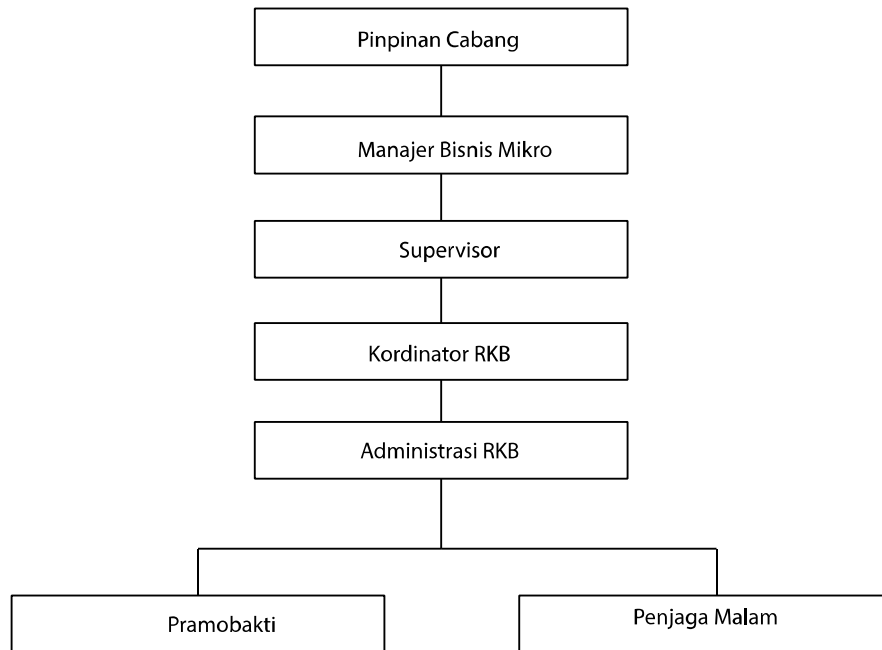 Pinpinan Cabang
Manajer Bisnis Mikro
Supervisor
Kordinator RKB
Administrasi RKB
Pramobakti
Penjaga Malam